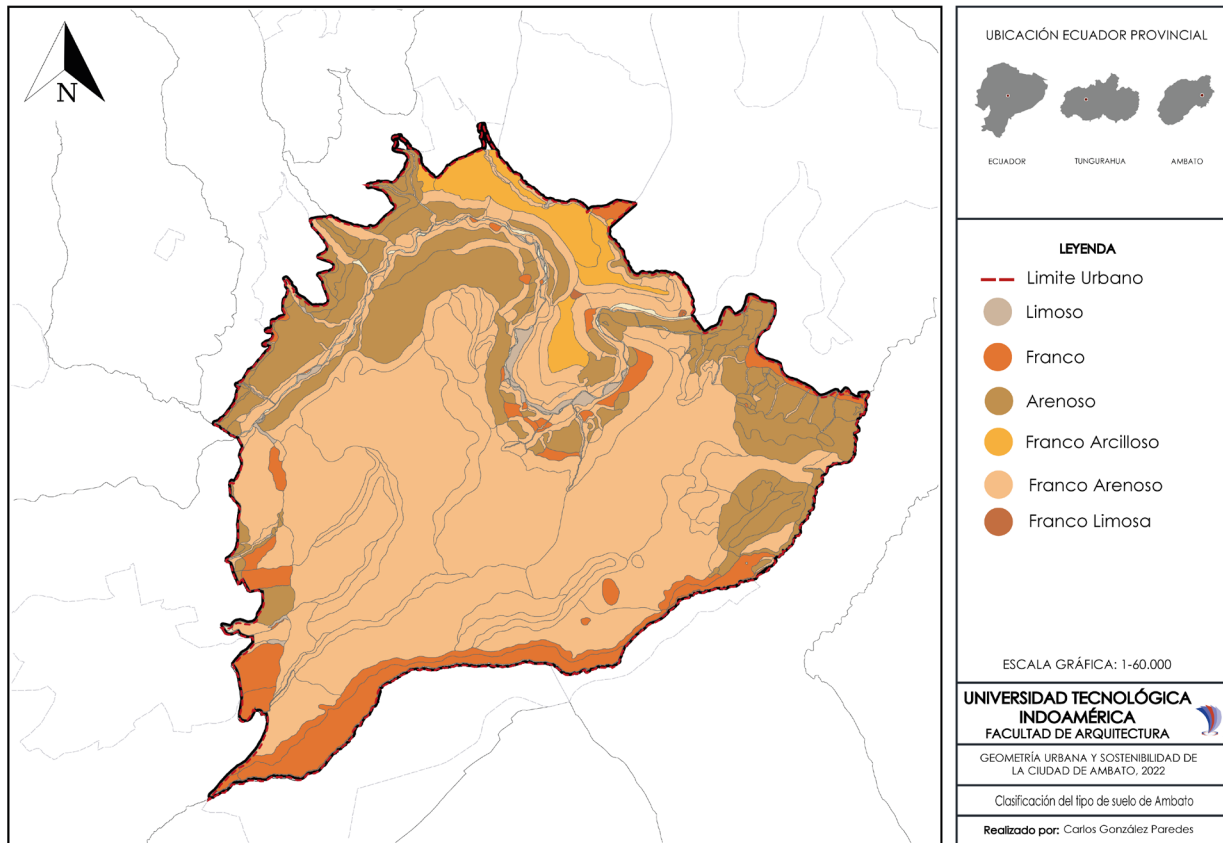 N
UBICACIÓN ECUADOR PROVINCIAL
ECUADOR
TUNGURAHUA
AMBATO
LEYENDA
Limite Urbano
Limoso
Franco
Arenoso
Franco Arcilloso
Franco Arenoso
Franco Limosa
ESCALA GRÁFICA: 1-60.000
UNIVERSIDAD TECNOLÓGICA
INDOAMÉRICA
FACULTAD DE ARQUITECTURA
GEOMETRÍA URBANA Y SOSTENIBILIDAD DE
LA CIUDAD DE AMBATO, 2022
Clasificación del tipo de suelo de Ambato
Realizado por: Carlos González Paredes